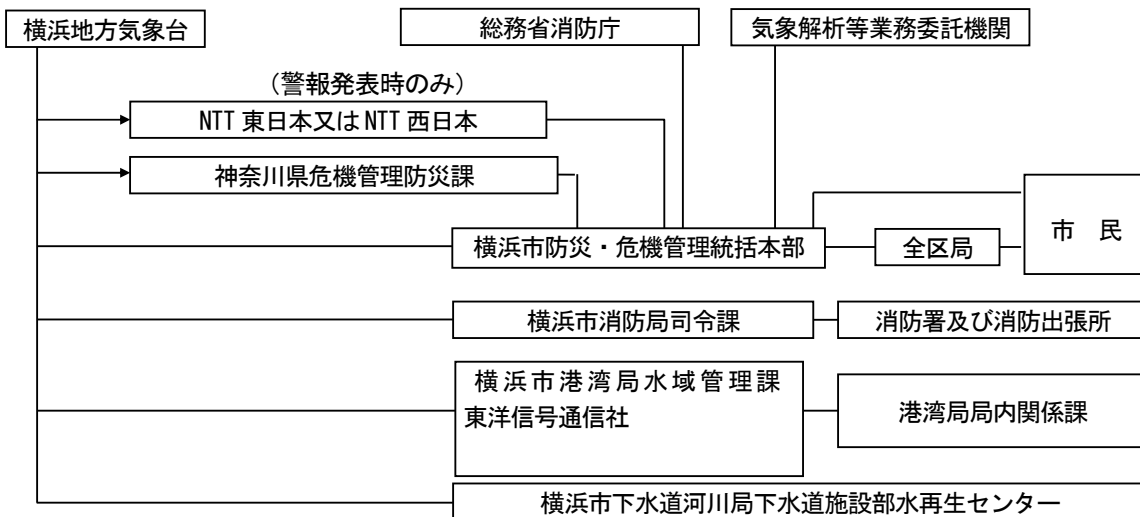 横浜地方気象台
総務省消防庁
気象解析等業務委託機関
(警報発表時のみ)
NTT 東日本又は NTT 西日本
神奈川県危機管理防災課
横浜市防災・危機管理統括本部
全区局
市 民
横浜市消防局司令課
消防署及び消防出張所
横浜市港湾局水域管理課
東洋信号通信社
港湾局局内関係課
横浜市下水道河川局下水道施設部水再生センター